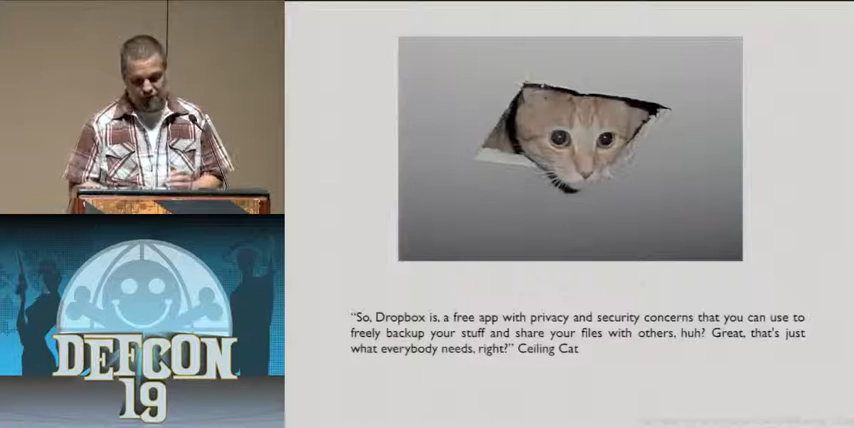 DEFCON
19
"So, Dropbox is, a free app with privacy and security concerns that you can use to
freely backup your stuff and share your files with others, huh? Great, that's just
what everybody needs, right?" Ceiling Cat